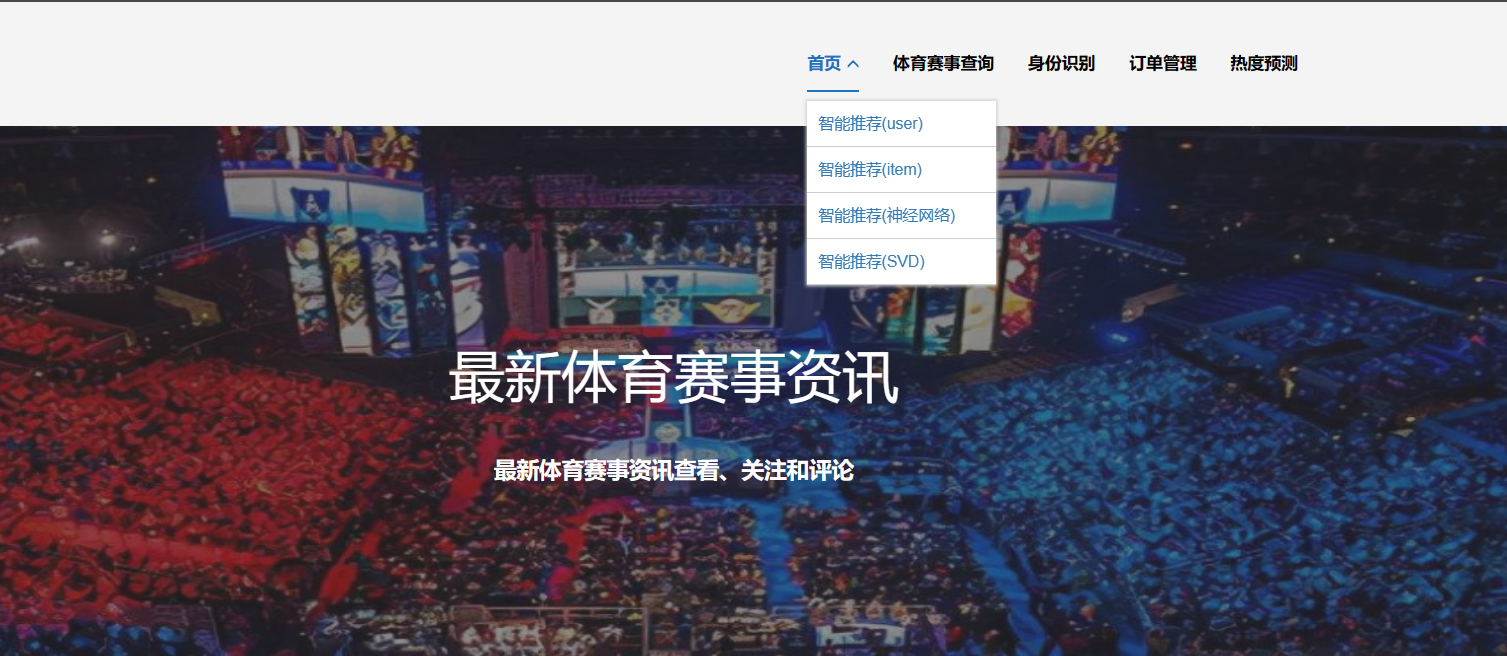 首页 体育赛事查询 身份识别 订单管理 热度预测
智能推荐(user)
智能推荐(item)
智能推荐(神经网络)
智能推荐(SVD)
最新体育赛事资讯
最新体育赛事资讯查看、关注和评论